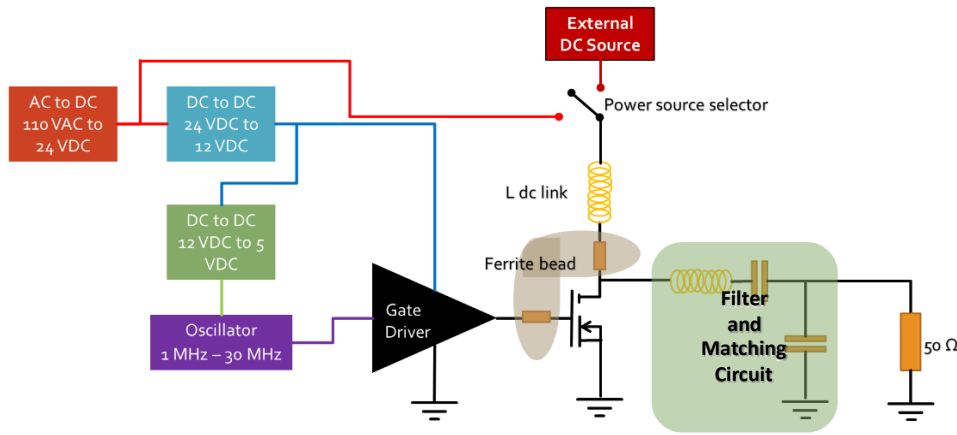 External
DC Source
AC to DC
110 VAC to
24 VDC
DC to DC
24 VDC to
12 VDC
Power source selector
L dc link
DC to DC
12 VDC to 5
VDC
Ferrite bead
Oscillator
1 MHz – 30 MHz
Gate
Driver
Filter
and
Matching
Circuit
50 Ω